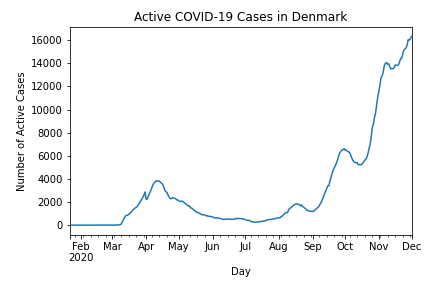 Active COVID-19 Cases in Denmark
Number of Active Cases
16000
14000
12000
10000
8000
6000
4000
2000
0
Feb Mar Apr May Jun Jul Aug Sep Oct Nov Dec
2020
Day